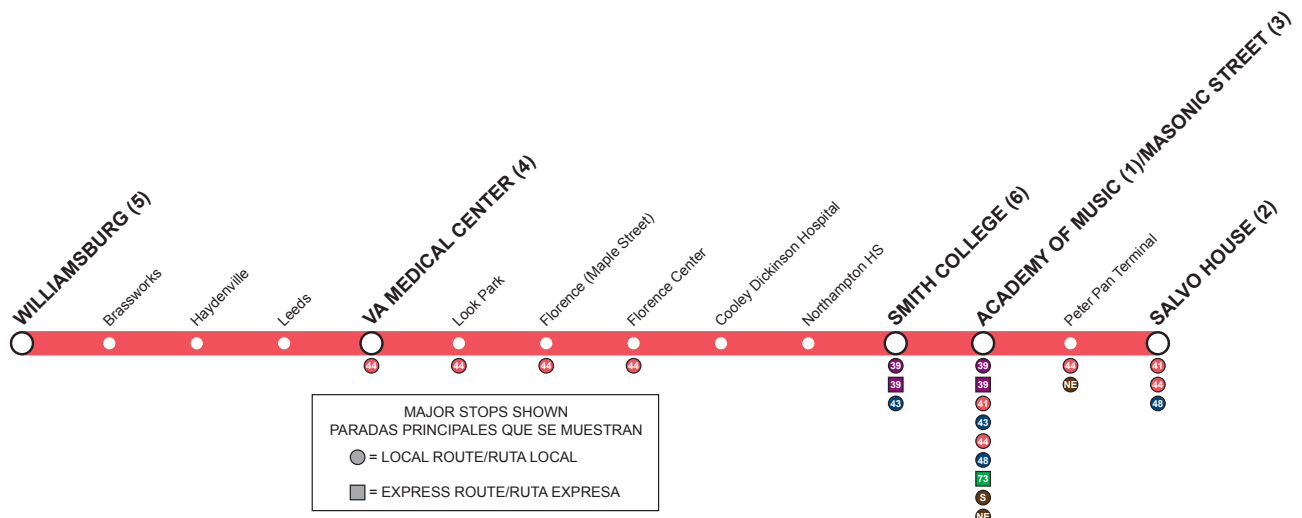 WILLIAMSBURG (5)
Brassworks
Haydenville
Leeds
VA MEDICAL CENTER (4)
Look Park
Florence (Maple Street)
Florence Center
Cooley Dickinson Hospital
Northampton HS
SMITH COLLEGE (6)
ACADEMY OF MUSIC (1)/MASONIC STREET (3)
Peter Pan Terminal
SALVO HOUSE (2)
44
44
44
44
39
39
43
39
39
41
43
44
48
73
S
NE
44
NE
41
44
48
MAJOR STOPS SHOWN
PARADAS PRINCIPALES QUE SE MUESTRAN
= LOCAL ROUTE/RUTA LOCAL
= EXPRESS ROUTE/RUTA EXPRESA